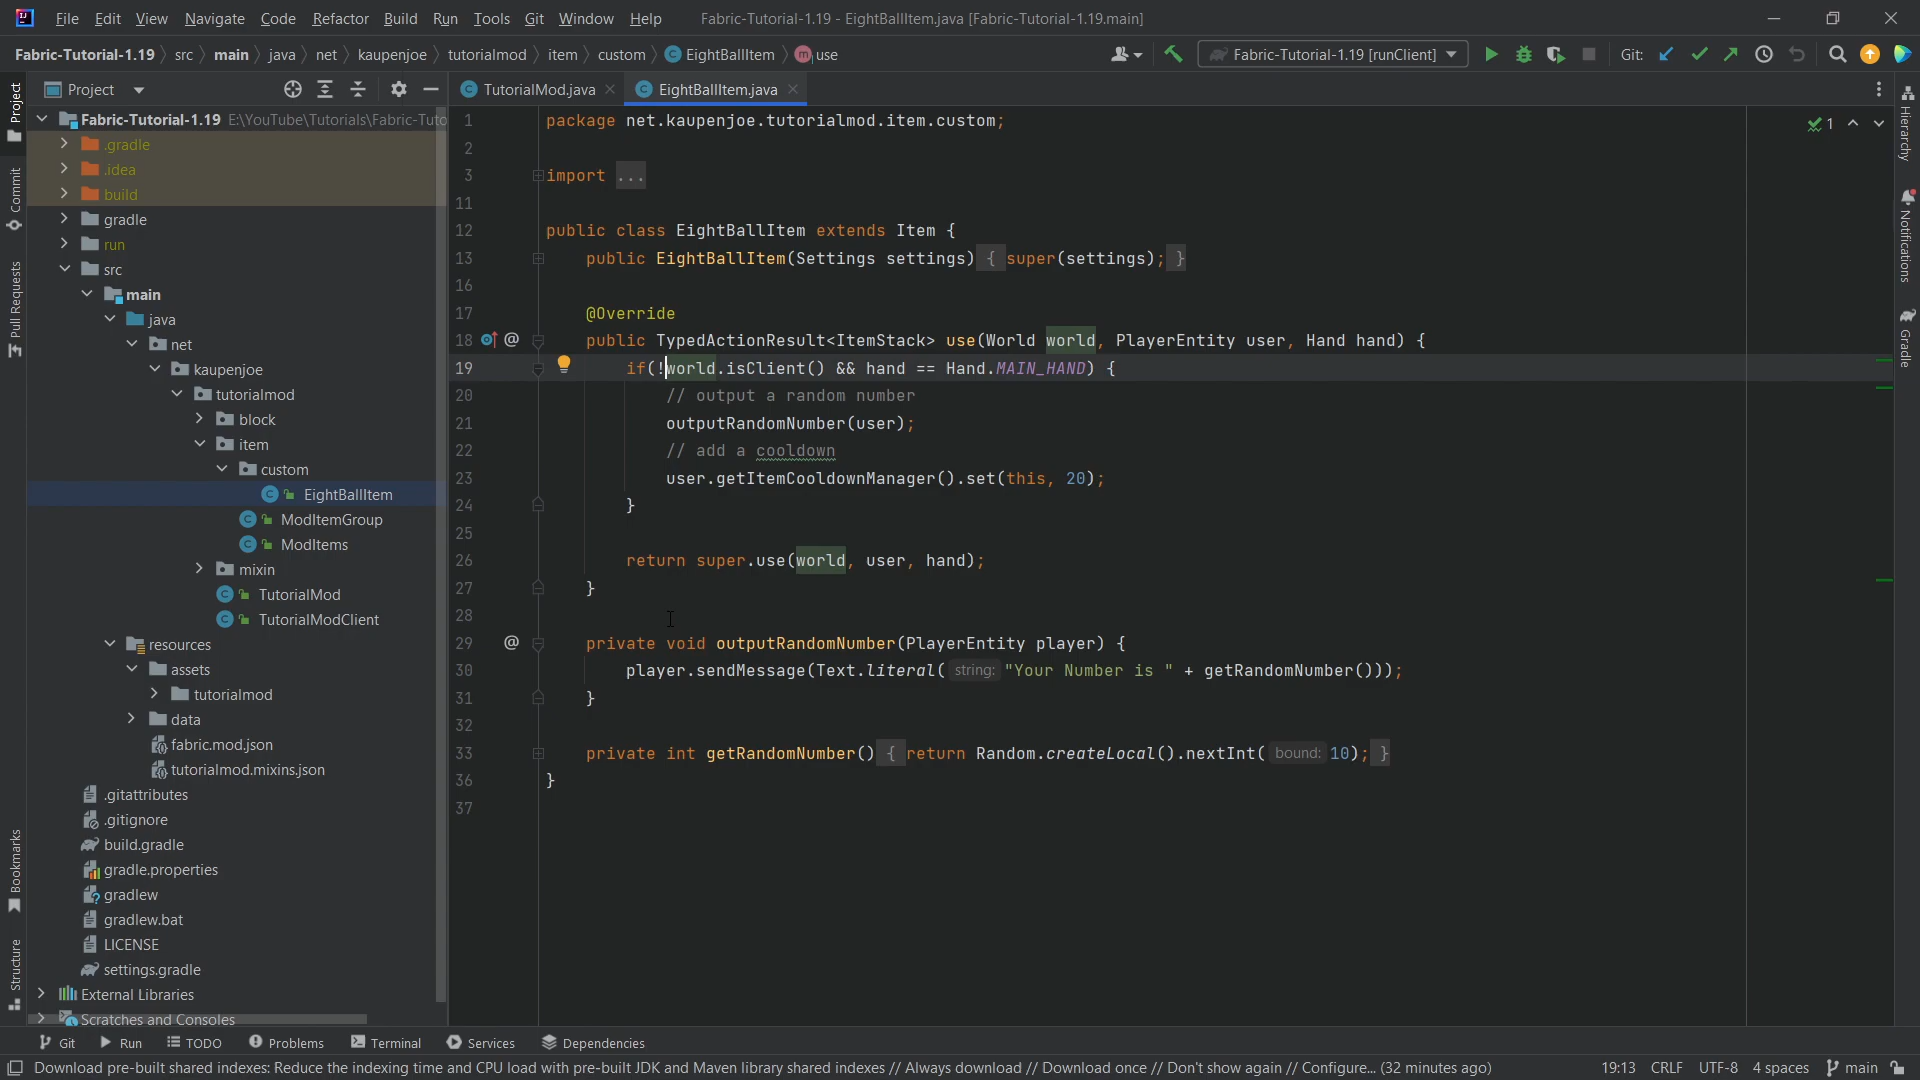 File Edit View Navigate Code Refactor Build Run Tools Git Window Help Fabric-Tutorial-1.19 - EightBallItem.java [Fabric-Tutorial-1.19.main]
Fabric-Tutorial-1.19 src main java net kaupenjoe tutorialmod item custom EightBallItem use Fabric-Tutorial-1.19 [runClient] Git:
Project
TutorialMod.java EightBallItem.java
Fabric-Tutorial-1.19 E:\YouTube\Tutorials\Fabric-Tuto
.gradle
.idea
build
gradle
run
src
main
java
net
kaupenjoe
tutorialmod
block
item
custom
EightBallItem
ModItemGroup
ModItems
mixin
TutorialMod
TutorialModClient
resources
assets
tutorialmod
data
fabric.mod.json
tutorialmod.mixins.json
.gitattributes
.gitignore
build.gradle
gradle.properties
gradlew
gradlew.bat
LICENSE
settings.gradle
External Libraries
Scratches and Consoles
Project
Commit
Pull Requests
Bookmarks
Structure
1 package net.kaupenjoe.tutorialmod.item.custom;
2
3 import ...
11
12 public class EightBallItem extends Item {
13 public EightBallItem(Settings settings) { super(settings); }
16
17 @Override
18 @ public TypedActionResult<ItemStack> use(World world, PlayerEntity user, Hand hand) {
19 if(!world.isClient() && hand == Hand.MAIN_HAND) {
20 // output a random number
21 outputRandomNumber(user);
22 // add a cooldown
23 user.getItemCooldownManager().set(this, 20);
24 }
25
26 return super.use(world, user, hand);
27 }
28
29 @ private void outputRandomNumber(PlayerEntity player) {
30 player.sendMessage(Text.literal( string: "Your Number is " + getRandomNumber()));
31 }
32
33 private int getRandomNumber() { return Random.createLocal().nextInt( bound: 10); }
36 }
37
1
Hierarchy
Notifications
Gradle
Git Run TODO Problems Terminal Services Dependencies
Download pre-built shared indexes: Reduce the indexing time and CPU load with pre-built JDK and Maven library shared indexes // Always download // Download once // Don't show again // Configure... (32 minutes ago) 19:13 CRLF UTF-8 4 spaces main